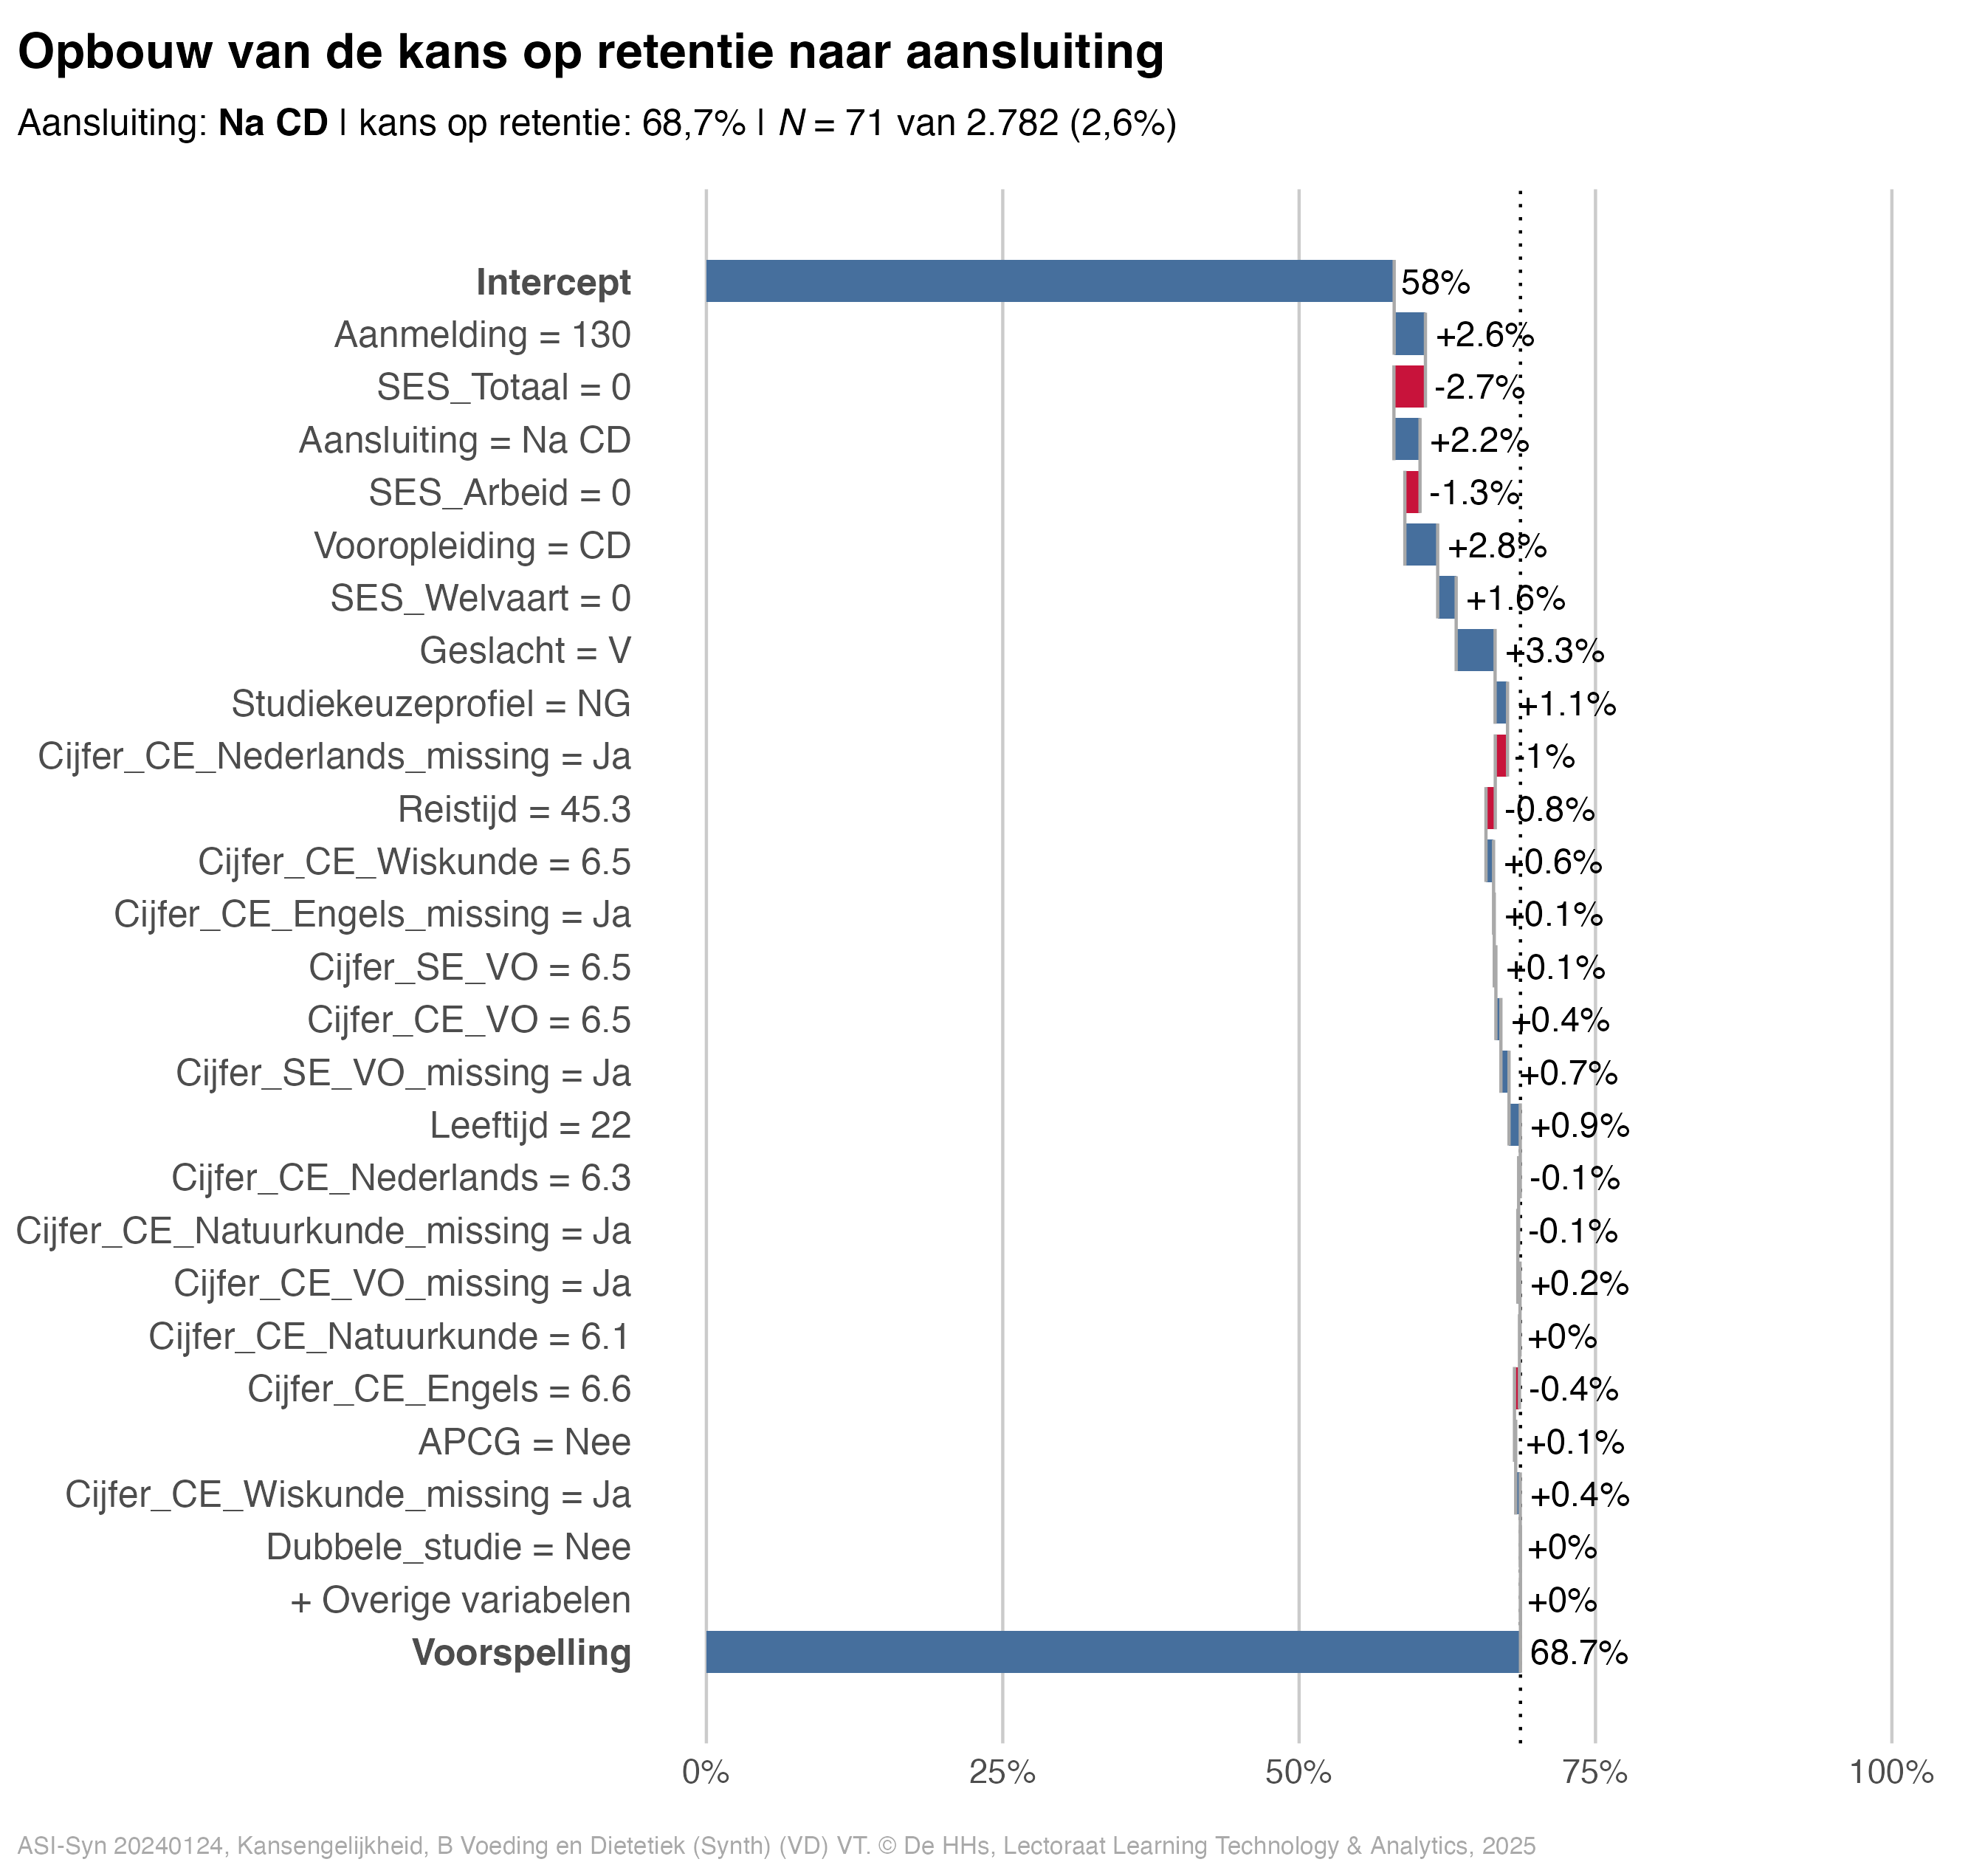 Opbouw van de kans op retentie naar aansluiting
Aansluiting: Na CD | kans op retentie: 68,7% | N = 71 van 2.782 (2,6%)
Intercept 58%
Aanmelding = 130 +2.6%
SES_Totaal = 0 -2.7%
Aansluiting = Na CD +2.2%
SES_Arbeid = 0 -1.3%
Vooropleiding = CD +2.8%
SES_Welvaart = 0 +1.6%
Geslacht = V +3.3%
Studiekeuzeprofiel = NG +1.1%
Cijfer_CE_Nederlands_missing = Ja -1%
Reistijd = 45.3 -0.8%
Cijfer_CE_Wiskunde = 6.5 +0.6%
Cijfer_CE_Engels_missing = Ja +0.1%
Cijfer_SE_VO = 6.5 +0.1%
Cijfer_CE_VO = 6.5 +0.4%
Cijfer_SE_VO_missing = Ja +0.7%
Leeftijd = 22 +0.9%
Cijfer_CE_Nederlands = 6.3 -0.1%
Cijfer_CE_Natuurkunde_missing = Ja -0.1%
Cijfer_CE_VO_missing = Ja +0.2%
Cijfer_CE_Natuurkunde = 6.1 +0%
Cijfer_CE_Engels = 6.6 -0.4%
APCG = Nee +0.1%
Cijfer_CE_Wiskunde_missing = Ja +0.4%
Dubbele_studie = Nee +0%
+ Overige variabelen +0%
Voorspelling 68.7%
0% 25% 50% 75% 100%
ASI-Syn 20240124, Kansengelijkheid, B Voeding en Dietetiek (Synth) (VD) VT. © De HHs, Lectoraat Learning Technology & Analytics, 2025